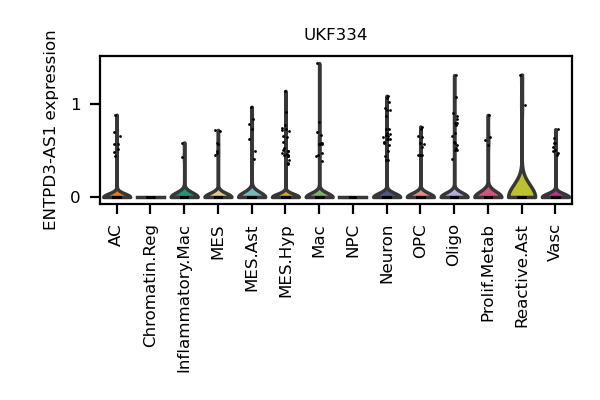 UKF334
ENTPD3-AS1 expression
1
0
AC
Chromatin.Reg
Inflammatory.Mac
MES
MES.Ast
MES.Hyp
Mac
NPC
Neuron
OPC
Oligo
Prolif.Metab
Reactive.Ast
Vasc